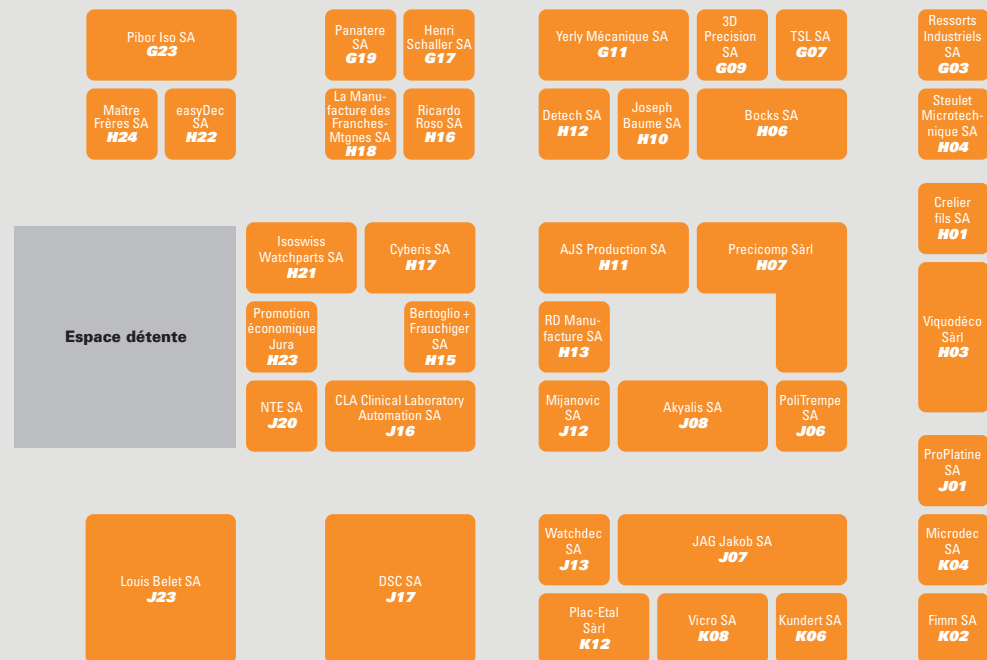 Pibor Iso SA
G23
Panatere
SA
G19
Henri
Schaller SA
G17
Yerly Mécanique SA
G11
3D
Precision
SA
G09
TSL SA
G07
Ressorts
Industriels
SA
G03
Maître
Frères SA
H24
easyDec
SA
H22
La Manu-
facture des
Franches-
Mtgnes SA
H18
Ricardo
Roso SA
H16
Detech SA
H12
Joseph
Baume SA
H10
Bocks SA
H06
Steulet
Microtech-
nique SA
H04
Crelier
fils SA
H01
Isoswiss
Watchparts SA
H21
Cyberis SA
H17
AJS Production SA
H11
Precicomp Sàrl
H07
Espace détente
Promotion
économique
Jura
H23
Bertoglio +
Frauchiger
SA
H15
RD Manu-
facture SA
H13
Viquodéco
Sàrl
H03
NTE SA
J20
CLA Clinical Laboratory
Automation SA
J16
Mijanovic
SA
J12
Akyalis SA
J08
PoliTrempe
SA
J06
ProPlatine
SA
J01
Louis Belet SA
J23
DSC SA
J17
Watchdec
SA
J13
JAG Jakob SA
J07
Microdec
SA
K04
Plac-Etal
Sàrl
K12
Vicro SA
K08
Kundert SA
K06
Fimm SA
K02